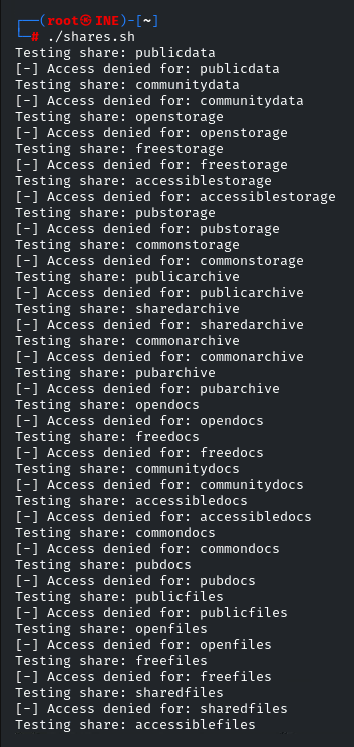 ┌──(root㉿INE)-[~]
└─# ./shares.sh
Testing share: publicdata
[-] Access denied for: publicdata
Testing share: communitydata
[-] Access denied for: communitydata
Testing share: openstorage
[-] Access denied for: openstorage
Testing share: freestorage
[-] Access denied for: freestorage
Testing share: accessiblestorage
[-] Access denied for: accessiblestorage
Testing share: pubstorage
[-] Access denied for: pubstorage
Testing share: commonstorage
[-] Access denied for: commonstorage
Testing share: publicarchive
[-] Access denied for: publicarchive
Testing share: sharedarchive
[-] Access denied for: sharedarchive
Testing share: commonarchive
[-] Access denied for: commonarchive
Testing share: pubarchive
[-] Access denied for: pubarchive
Testing share: opendocs
[-] Access denied for: opendocs
Testing share: freedocs
[-] Access denied for: freedocs
Testing share: communitydocs
[-] Access denied for: communitydocs
Testing share: accessibledocs
[-] Access denied for: accessibledocs
Testing share: commondocs
[-] Access denied for: commondocs
Testing share: pubdocs
[-] Access denied for: pubdocs
Testing share: publicfiles
[-] Access denied for: publicfiles
Testing share: openfiles
[-] Access denied for: openfiles
Testing share: freefiles
[-] Access denied for: freefiles
Testing share: sharedfiles
[-] Access denied for: sharedfiles
Testing share: accessiblefiles